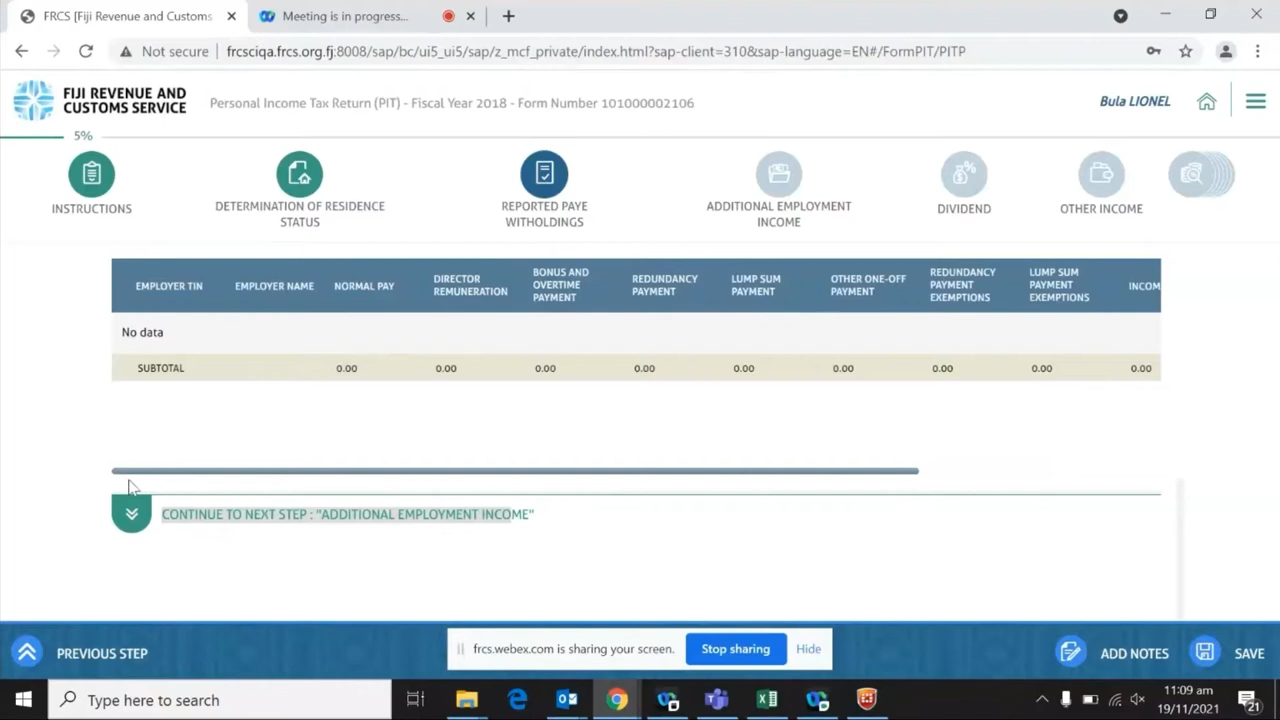 FRCS [Fiji Revenue and Customs
Meeting is in progress...
Not secure
frcsciqa.frcs.org.fj:8008/sap/bc/ui5_ui5/sap/z_mcf_private/index.html?sap-client=310&sap-language=EN#/FormPIT/PITP
FIJI REVENUE AND
CUSTOMS SERVICE
Personal Income Tax Return (PIT) - Fiscal Year 2018 - Form Number 101000002106
Bula LIONEL
5%
INSTRUCTIONS
DETERMINATION OF RESIDENCE
STATUS
REPORTED PAYE
WITHOLDINGS
ADDITIONAL EMPLOYMENT
INCOME
DIVIDEND
OTHER INCOME
EMPLOYER TIN
EMPLOYER NAME
NORMAL PAY
DIRECTOR
REMUNERATION
BONUS AND
OVERTIME
PAYMENT
REDUNDANCY
PAYMENT
LUMP SUM
PAYMENT
OTHER ONE-OFF
PAYMENT
REDUNDANCY
PAYMENT
EXEMPTIONS
LUMP SUM
PAYMENT
EXEMPTIONS
INCOM
No data
SUBTOTAL 0.00 0.00 0.00 0.00 0.00 0.00 0.00 0.00 0.00
CONTINUE TO NEXT STEP : "ADDITIONAL EMPLOYMENT INCOME"
PREVIOUS STEP
frcs.webex.com is sharing your screen.
Stop sharing
Hide
ADD NOTES
SAVE
Type here to search
11:09 am
19/11/2021
21